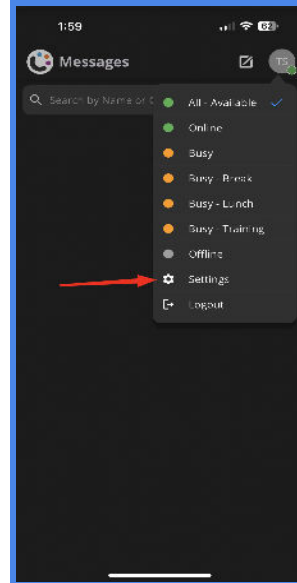 1:59
62
Messages
TS
Search by Name or
All - Available
Online
Busy
Busy - Break
Busy - Lunch
Busy - Training
Offline
Settings
Logout